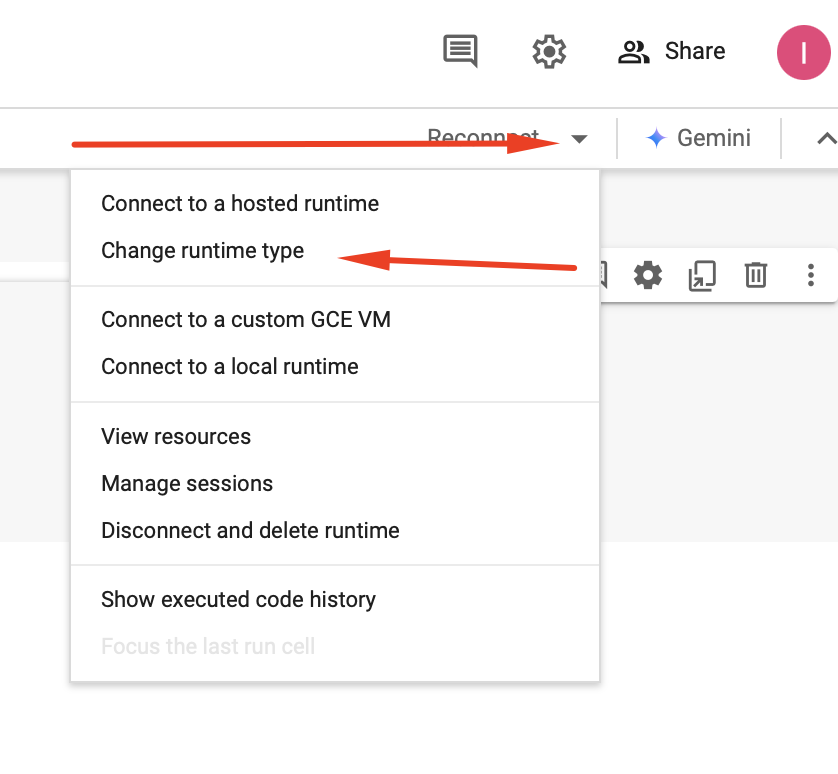 Share
I
Reconnect
Gemini
Connect to a hosted runtime
Change runtime type
Connect to a custom GCE VM
Connect to a local runtime
View resources
Manage sessions
Disconnect and delete runtime
Show executed code history
Focus the last run cell